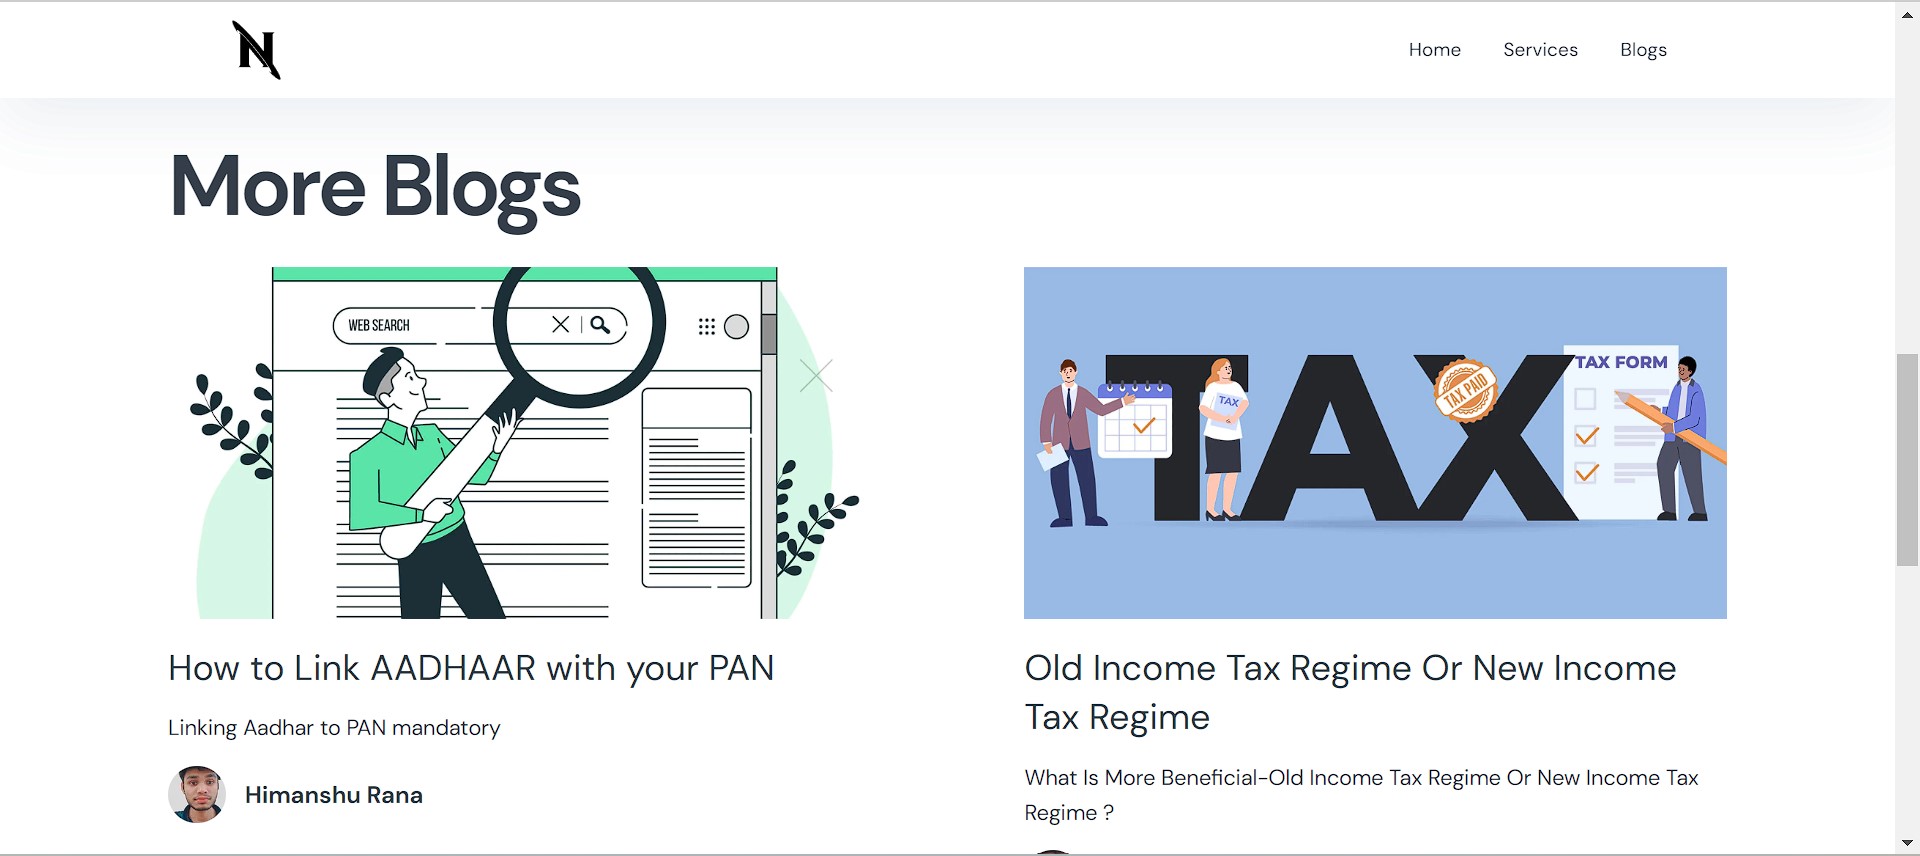 N
Home Services Blogs
More Blogs
WEB SEARCH
TAX
TAX
TAX PAID
TAX FORM
How to Link AADHAAR with your PAN
Linking Aadhar to PAN mandatory
Himanshu Rana
Old Income Tax Regime Or New Income
Tax Regime
What Is More Beneficial-Old Income Tax Regime Or New Income Tax
Regime ?